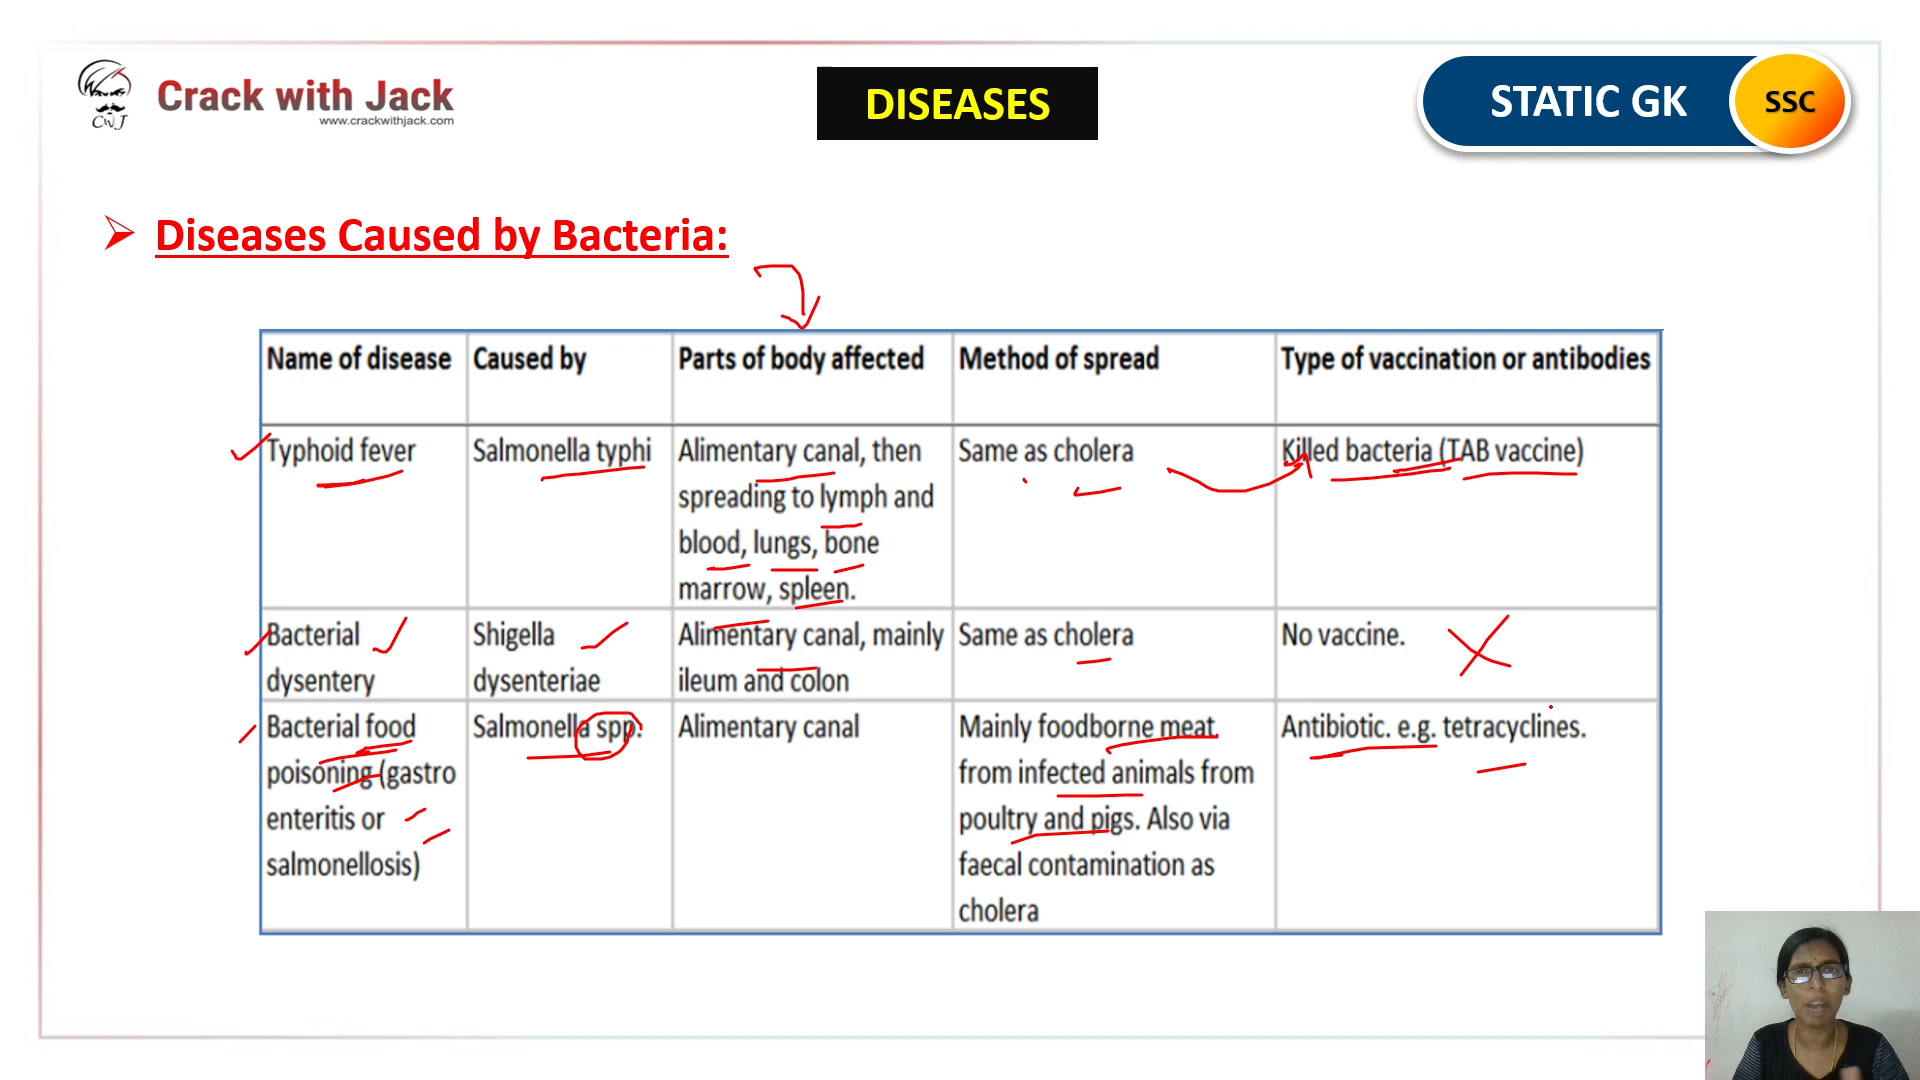 Crack with Jack
www.crackwithjack.com
CWJ
DISEASES
STATIC GK
SSC
Diseases Caused by Bacteria:
Name of disease
Caused by
Parts of body affected
Method of spread
Type of vaccination or antibodies
Typhoid fever
Salmonella typhi
Alimentary canal, then
spreading to lymph and
blood, lungs, bone
marrow, spleen.
Same as cholera
Killed bacteria (TAB vaccine)
Bacterial
dysentery
Shigella
dysenteriae
Alimentary canal, mainly
ileum and colon
Same as cholera
No vaccine.
Bacterial food
poisoning (gastro
enteritis or
salmonellosis)
Salmonella spp.
Alimentary canal
Mainly foodborne meat
from infected animals from
poultry and pigs. Also via
faecal contamination as
cholera
Antibiotic. e.g. tetracyclines.